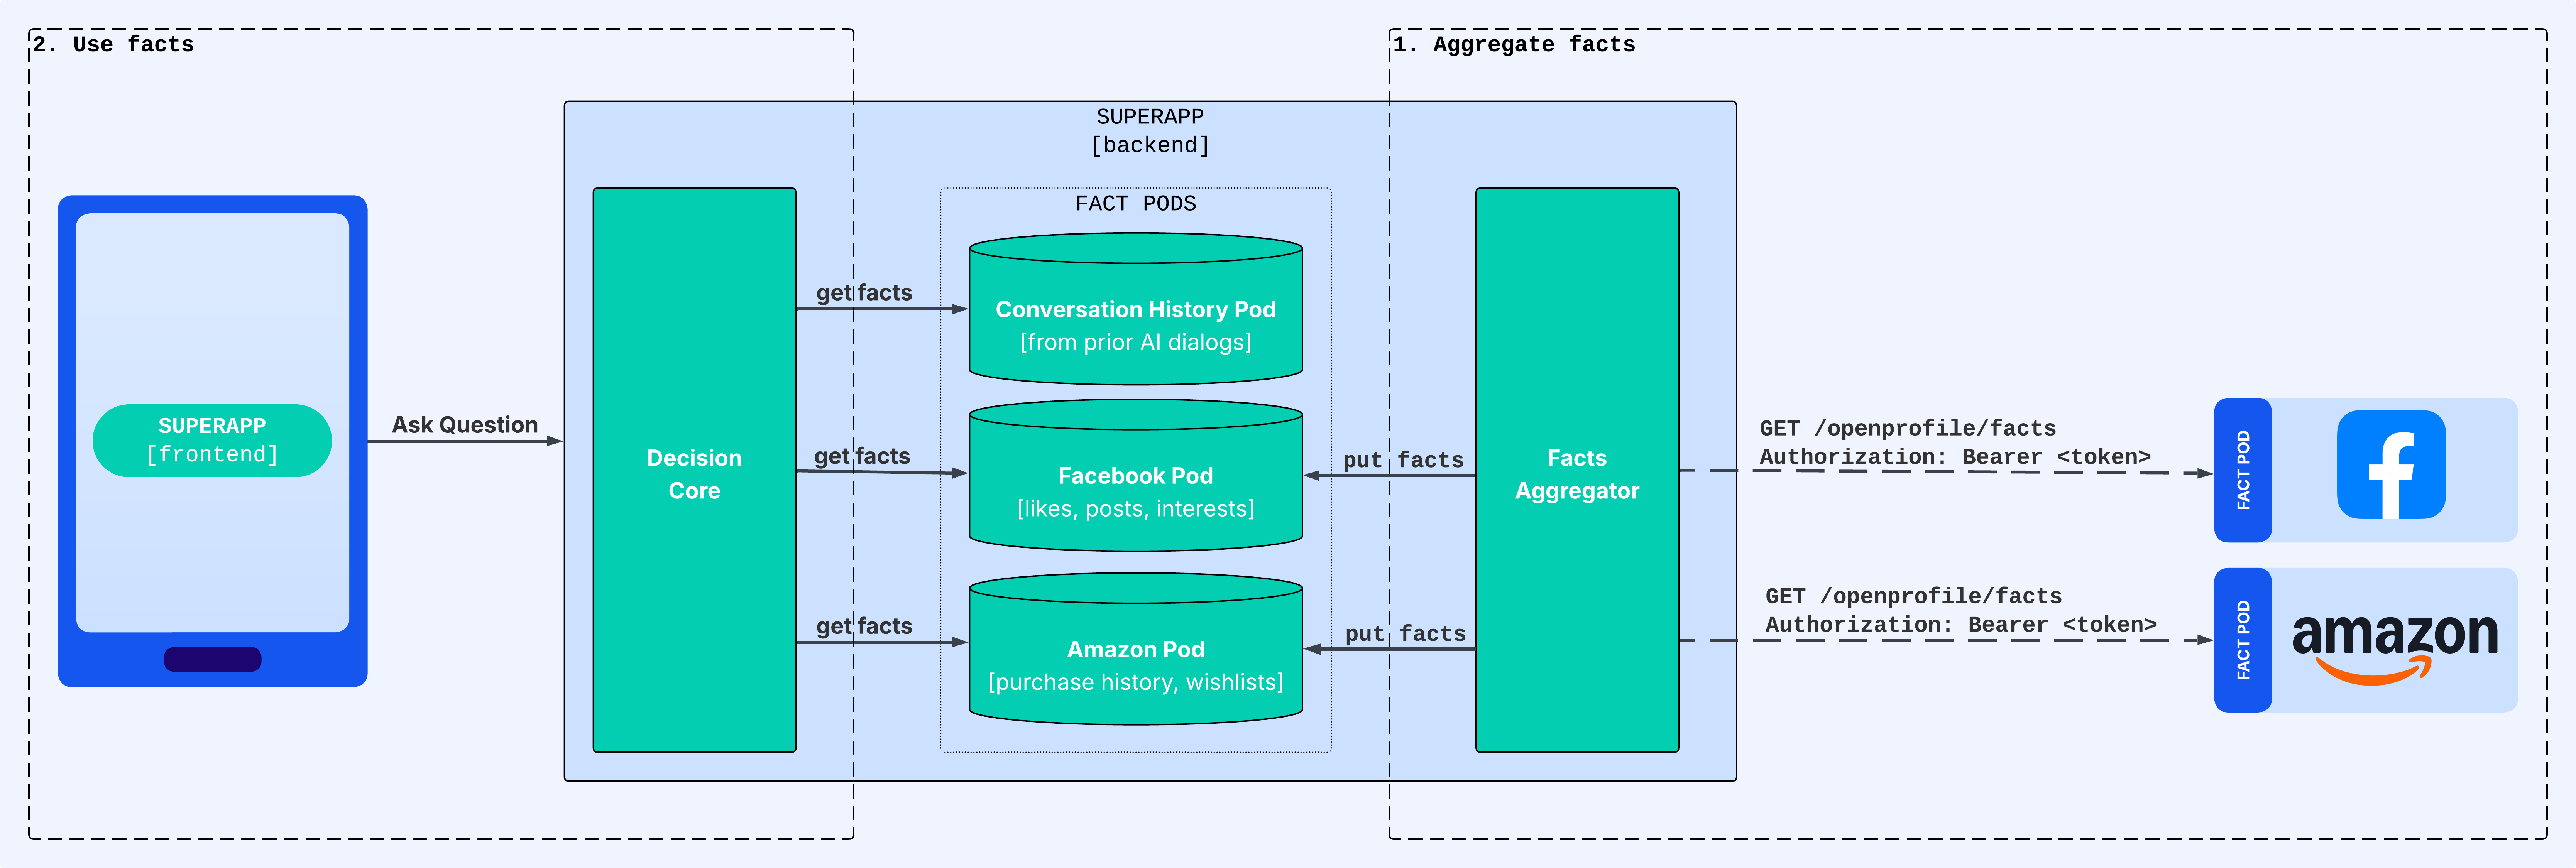 2. Use facts
1. Aggregate facts
SUPERAPP
[backend]
FACT PODS
SUPERAPP
[frontend]
Ask Question
Decision
Core
get facts
get facts
get facts
Conversation History Pod
[from prior AI dialogs]
Facebook Pod
[likes, posts, interests]
Amazon Pod
[purchase history, wishlists]
put facts
put facts
Facts
Aggregator
GET /openprofile/facts
Authorization: Bearer <token>
GET /openprofile/facts
Authorization: Bearer <token>
FACT POD
f
FACT POD
amazon